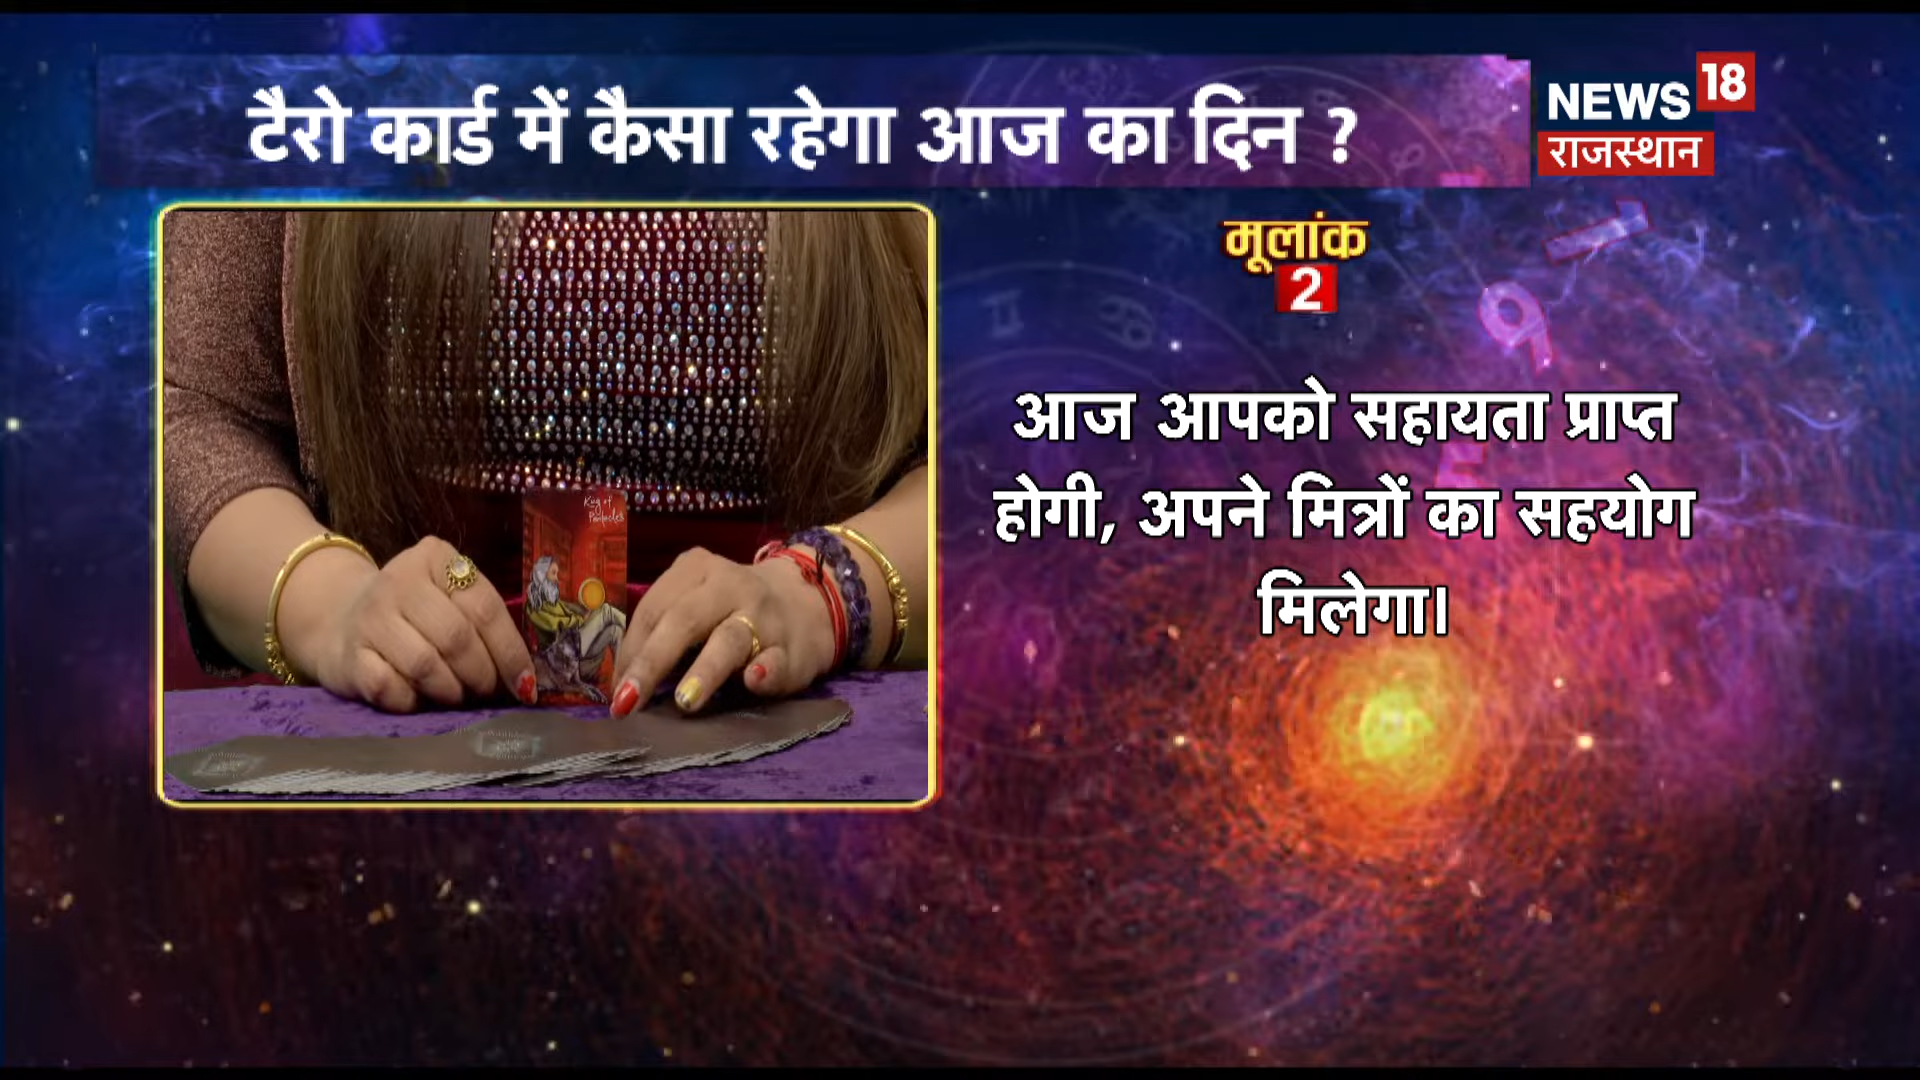 टैरो कार्ड में कैसा रहेगा आज का दिन ?
NEWS 18
राजस्थान
मूलांक
2
आज आपको सहायता प्राप्त
होगी, अपने मित्रों का सहयोग
मिलेगा।
King of
Pentacles